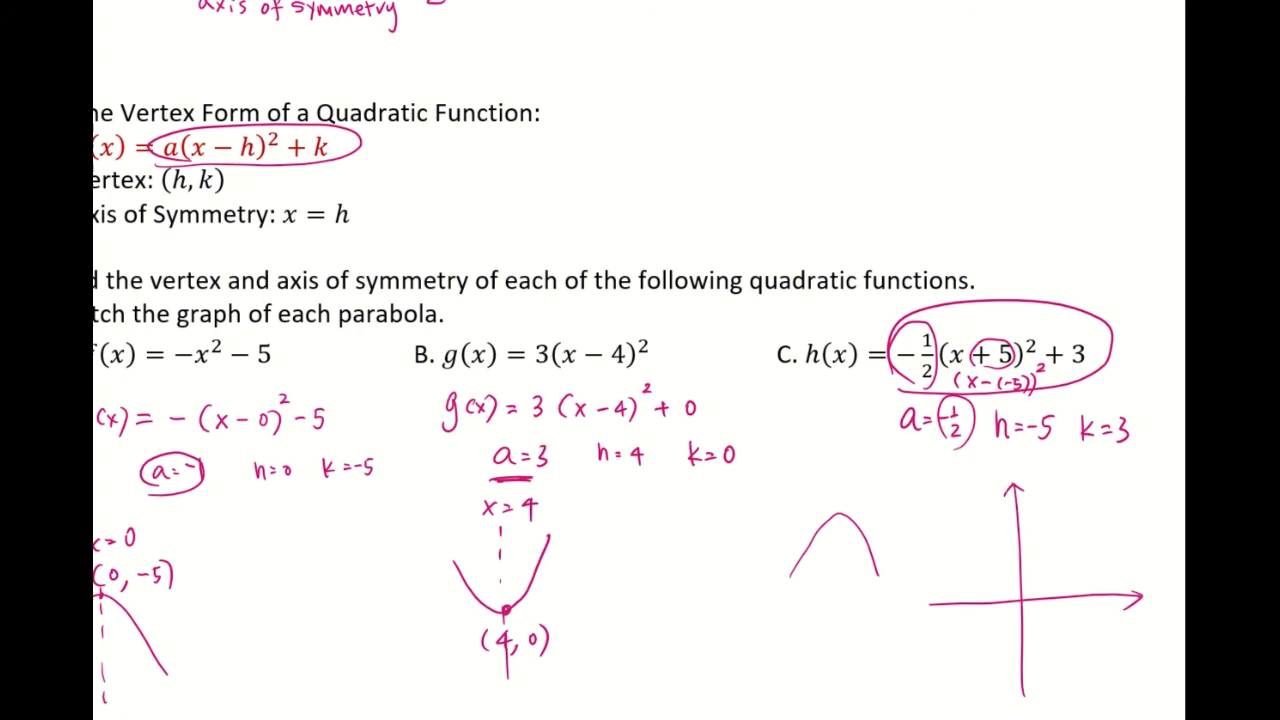 axis of symmetry
he Vertex Form of a Quadratic Function:
(x) = a(x − h)² + k
ertex: (h, k)
xis of Symmetry: x = h
d the vertex and axis of symmetry of each of the following quadratic functions.
tch the graph of each parabola.
f(x) = −x² − 5
B. g(x) = 3(x − 4)²
C. h(x) = −1/2(x + 5)² + 3
(x-(-5))²
(x) = - (x-0)² -5
g(x) = 3 (x-4)² + 0
a=-1/2 h=-5 k=3
a=-1 h=0 k=-5
a=3 h=4 k=0
x=4
x=0
(0,-5)
(4,0)